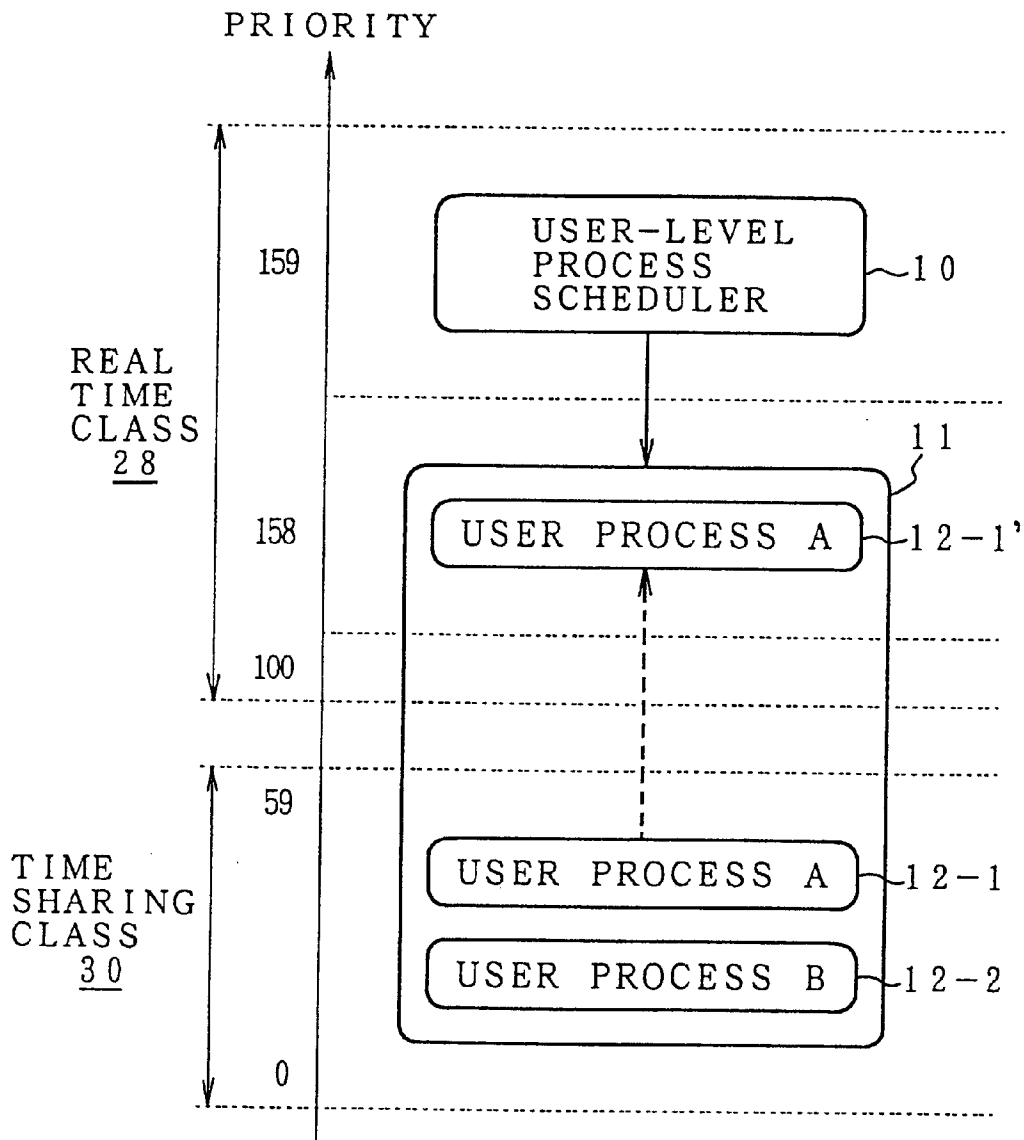 PRIORITY
159
USER-LEVEL
PROCESS
SCHEDULER
10
REAL
TIME
CLASS
28
11
158
USER PROCESS A
12-1'
100
59
TIME
SHARING
CLASS
30
USER PROCESS A
12-1
USER PROCESS B
12-2
0